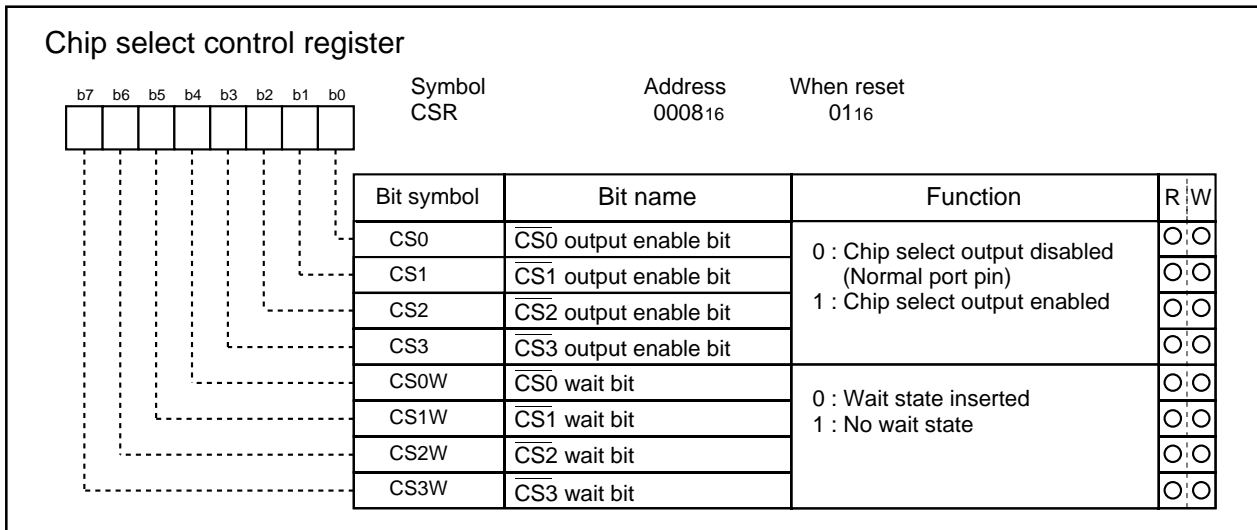 Chip select control register
b7 b6 b5 b4 b3 b2 b1 b0
Symbol Address When reset
CSR 000816 0116
Bit symbol Bit name Function R W
CS0 CS0 output enable bit
CS1 CS1 output enable bit
CS2 CS2 output enable bit
CS3 CS3 output enable bit
0 : Chip select output disabled
(Normal port pin)
1 : Chip select output enabled
CS0W CS0 wait bit
CS1W CS1 wait bit
CS2W CS2 wait bit
CS3W CS3 wait bit
0 : Wait state inserted
1 : No wait state